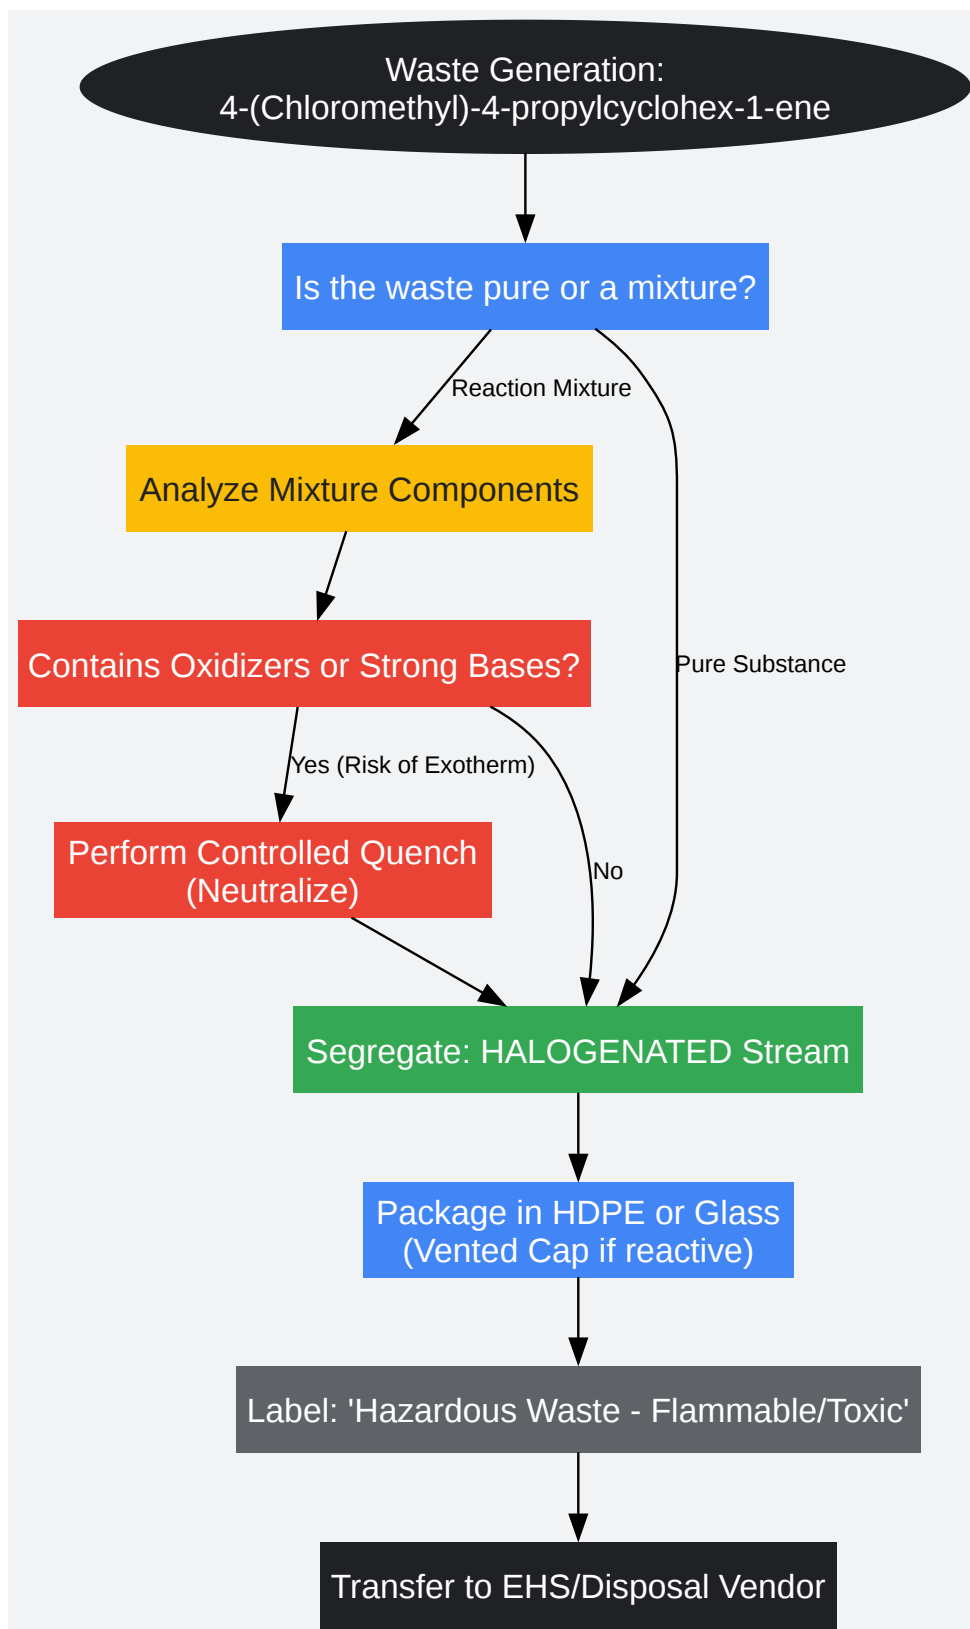 Waste Generation:
4-(Chloromethyl)-4-propylcyclohex-1-ene
Is the waste pure or a mixture?
Reaction Mixture
Analyze Mixture Components
Contains Oxidizers or Strong Bases?
Pure Substance
Yes (Risk of Exotherm)
Perform Controlled Quench
(Neutralize)
No
Segregate: HALOGENATED Stream
Package in HDPE or Glass
(Vented Cap if reactive)
Label: 'Hazardous Waste - Flammable/Toxic'
Transfer to EHS/Disposal Vendor